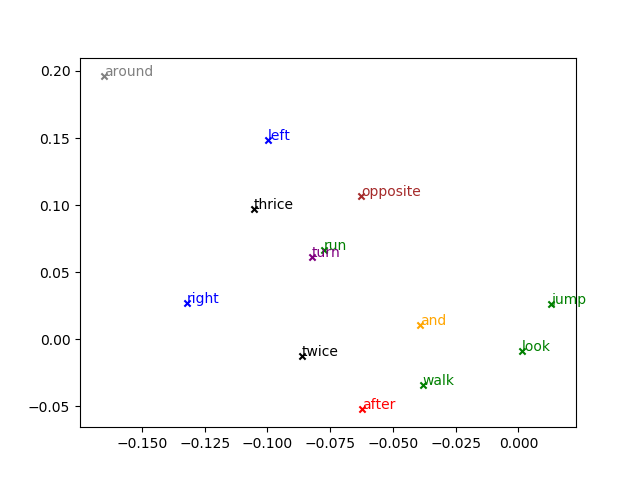 0.20
around
0.15
left
opposite
thrice
0.10
run
turn
0.05
right
jump
and
0.00
look
twice
walk
after
−0.05
−0.150 −0.125 −0.100 −0.075 −0.050 −0.025 0.000